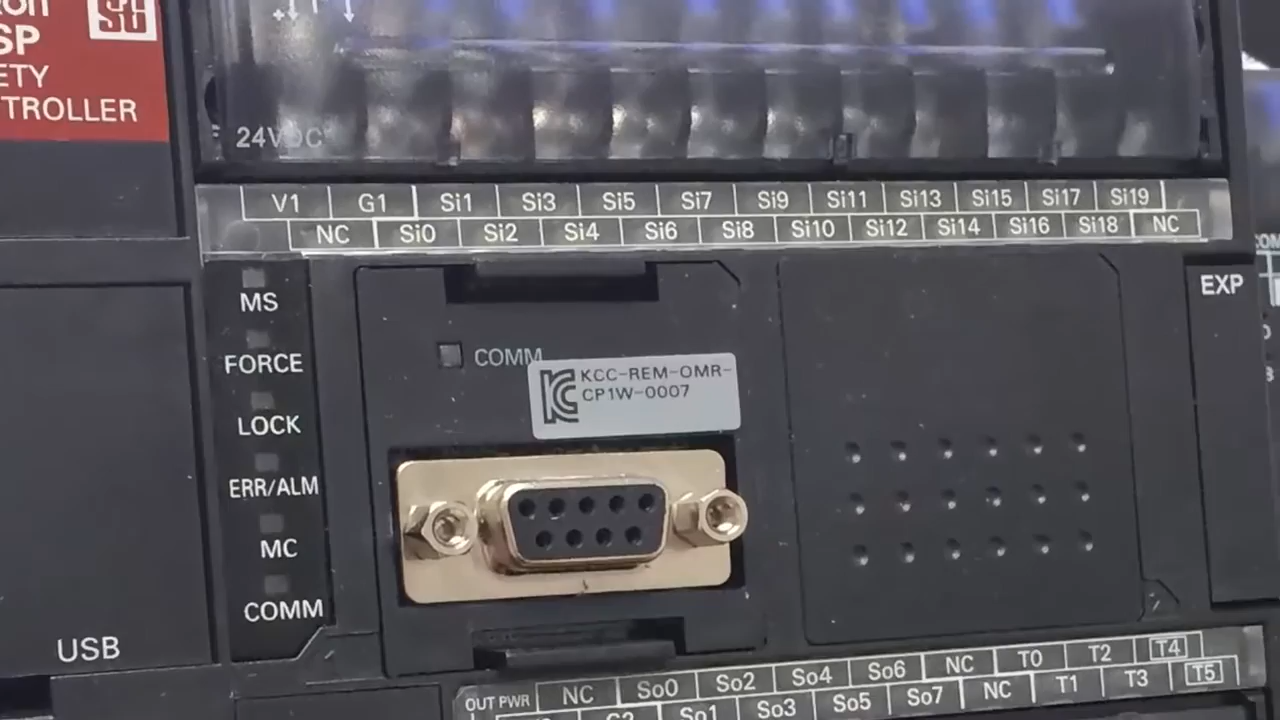 SP
TROLLER
24VDC
V1 G1 Si1 Si3 Si5 Si7 Si9 Si11 Si13 Si15 Si17 Si19
NC Si0 Si2 Si4 Si6 Si8 Si10 Si12 Si14 Si16 Si18 NC
MS
FORCE
LOCK
ERR/ALM
MC
COMM
USB
COMM
KCC-REM-OMR-
CP1W-0007
EXP
OUT PWR NC So0 So2 So4 So6 NC T0 T2 T4
So1 So3 So5 So7 NC T1 T3 T5